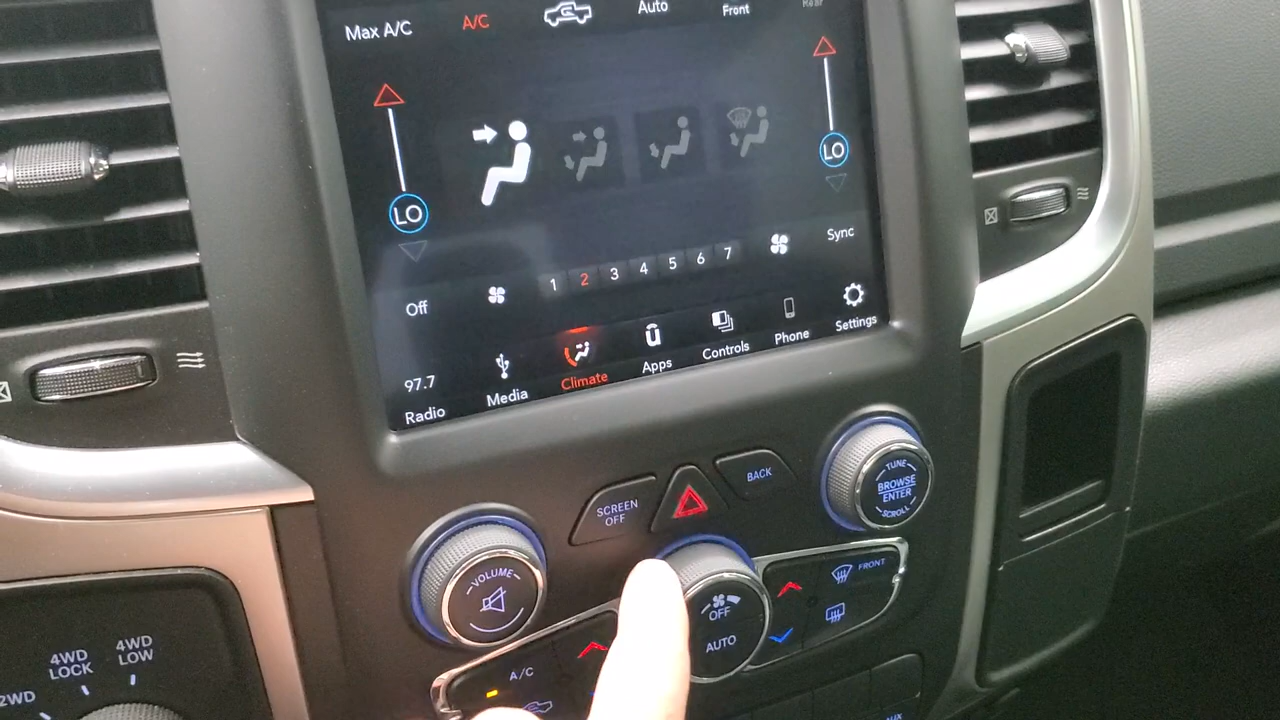 Max A/C
A/C
Auto
Front
Rear
LO
LO
Sync
1 2 3 4 5 6 7
Off
97.7
Radio
Media
Climate
Apps
Controls
Phone
Settings
SCREEN
OFF
BACK
TUNE
BROWSE
ENTER
SCROLL
VOLUME
OFF
AUTO
FRONT
A/C
4WD
LOCK
4WD
LOW
2WD
AUX